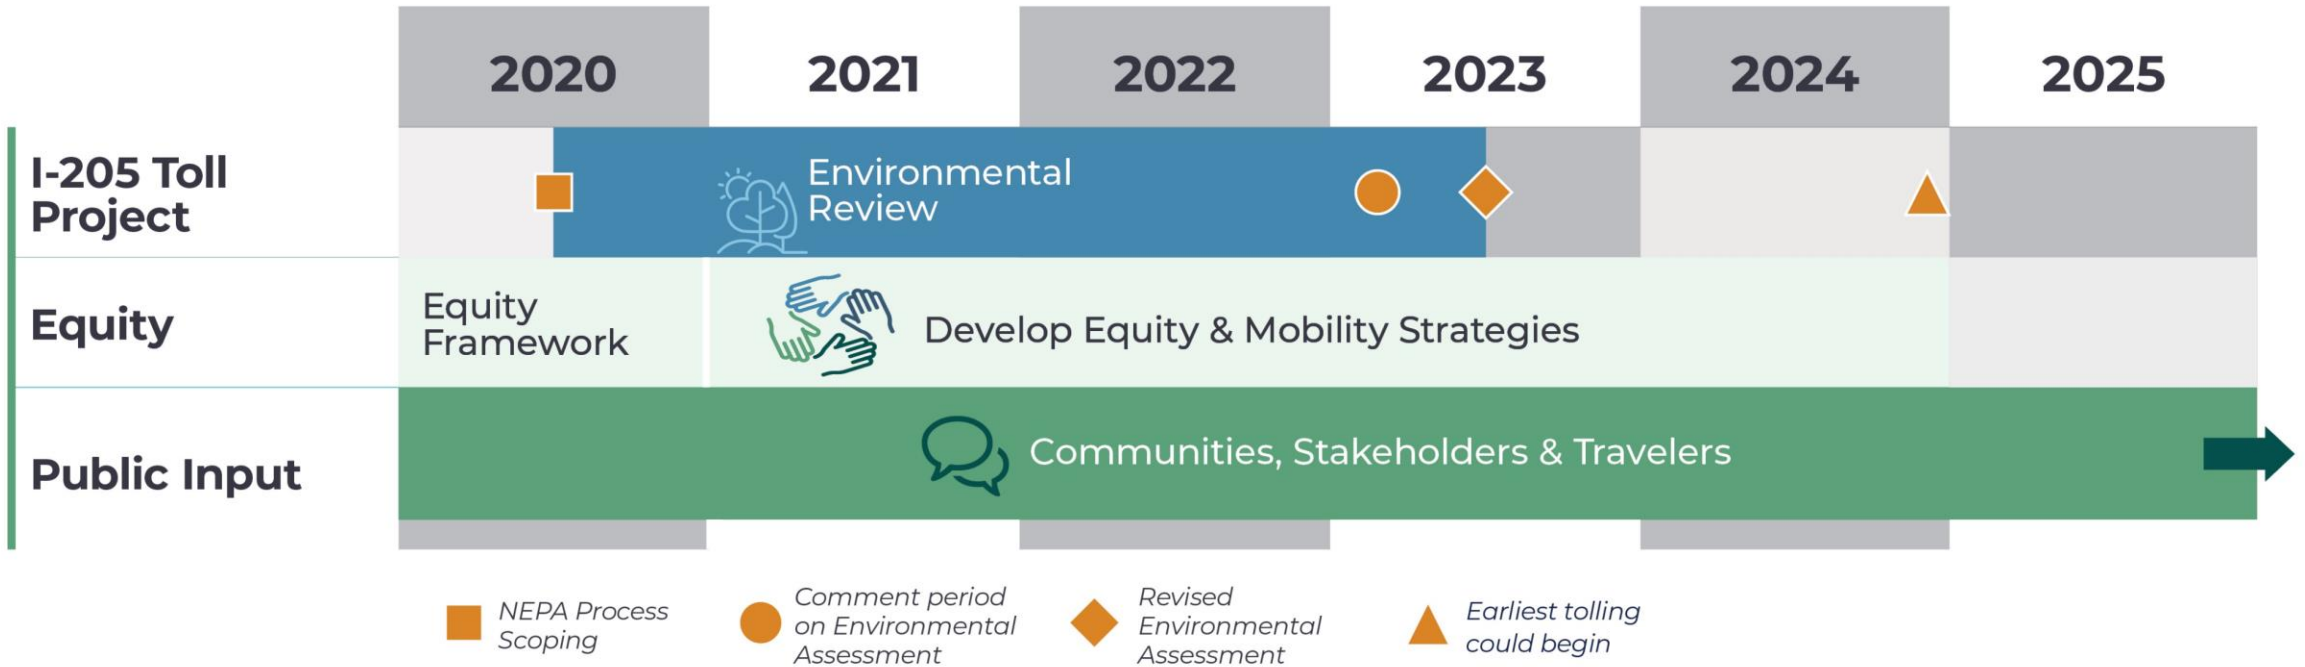 2020
2021
2022
2023
2024
2025
I-205 Toll
Project
Environmental
Review
Equity
Equity
Framework
Develop Equity & Mobility Strategies
Public Input
Communities, Stakeholders & Travelers
NEPA Process
Scoping
Comment period
on Environmental
Assessment
Revised
Environmental
Assessment
Earliest tolling
could begin